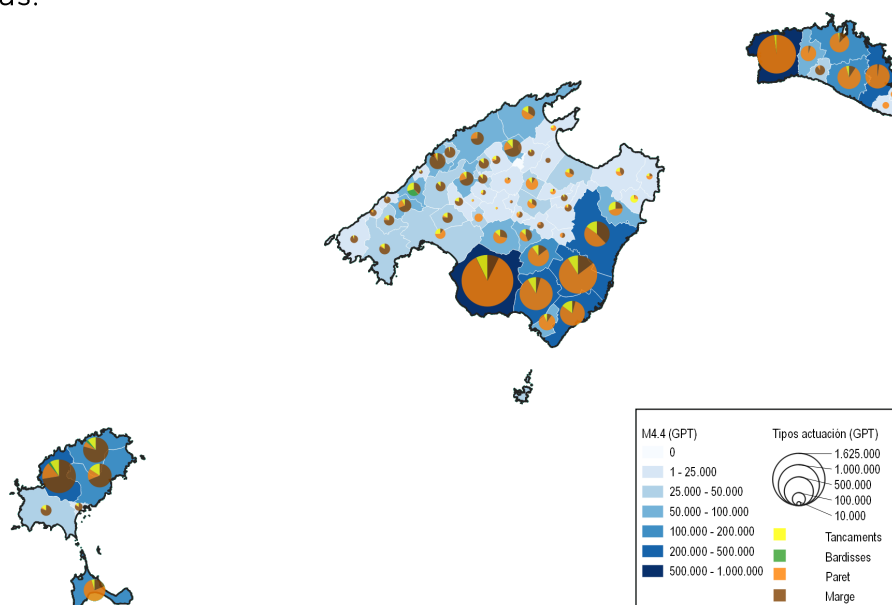 M4.4 (GPT)
0
1 - 25.000
25.000 - 50.000
50.000 - 100.000
100.000 - 200.000
200.000 - 500.000
500.000 - 1.000.000
Tipos actuación (GPT)
1.625.000
1.000.000
500.000
100.000
10.000
Tancaments
Bardisses
Paret
Marge